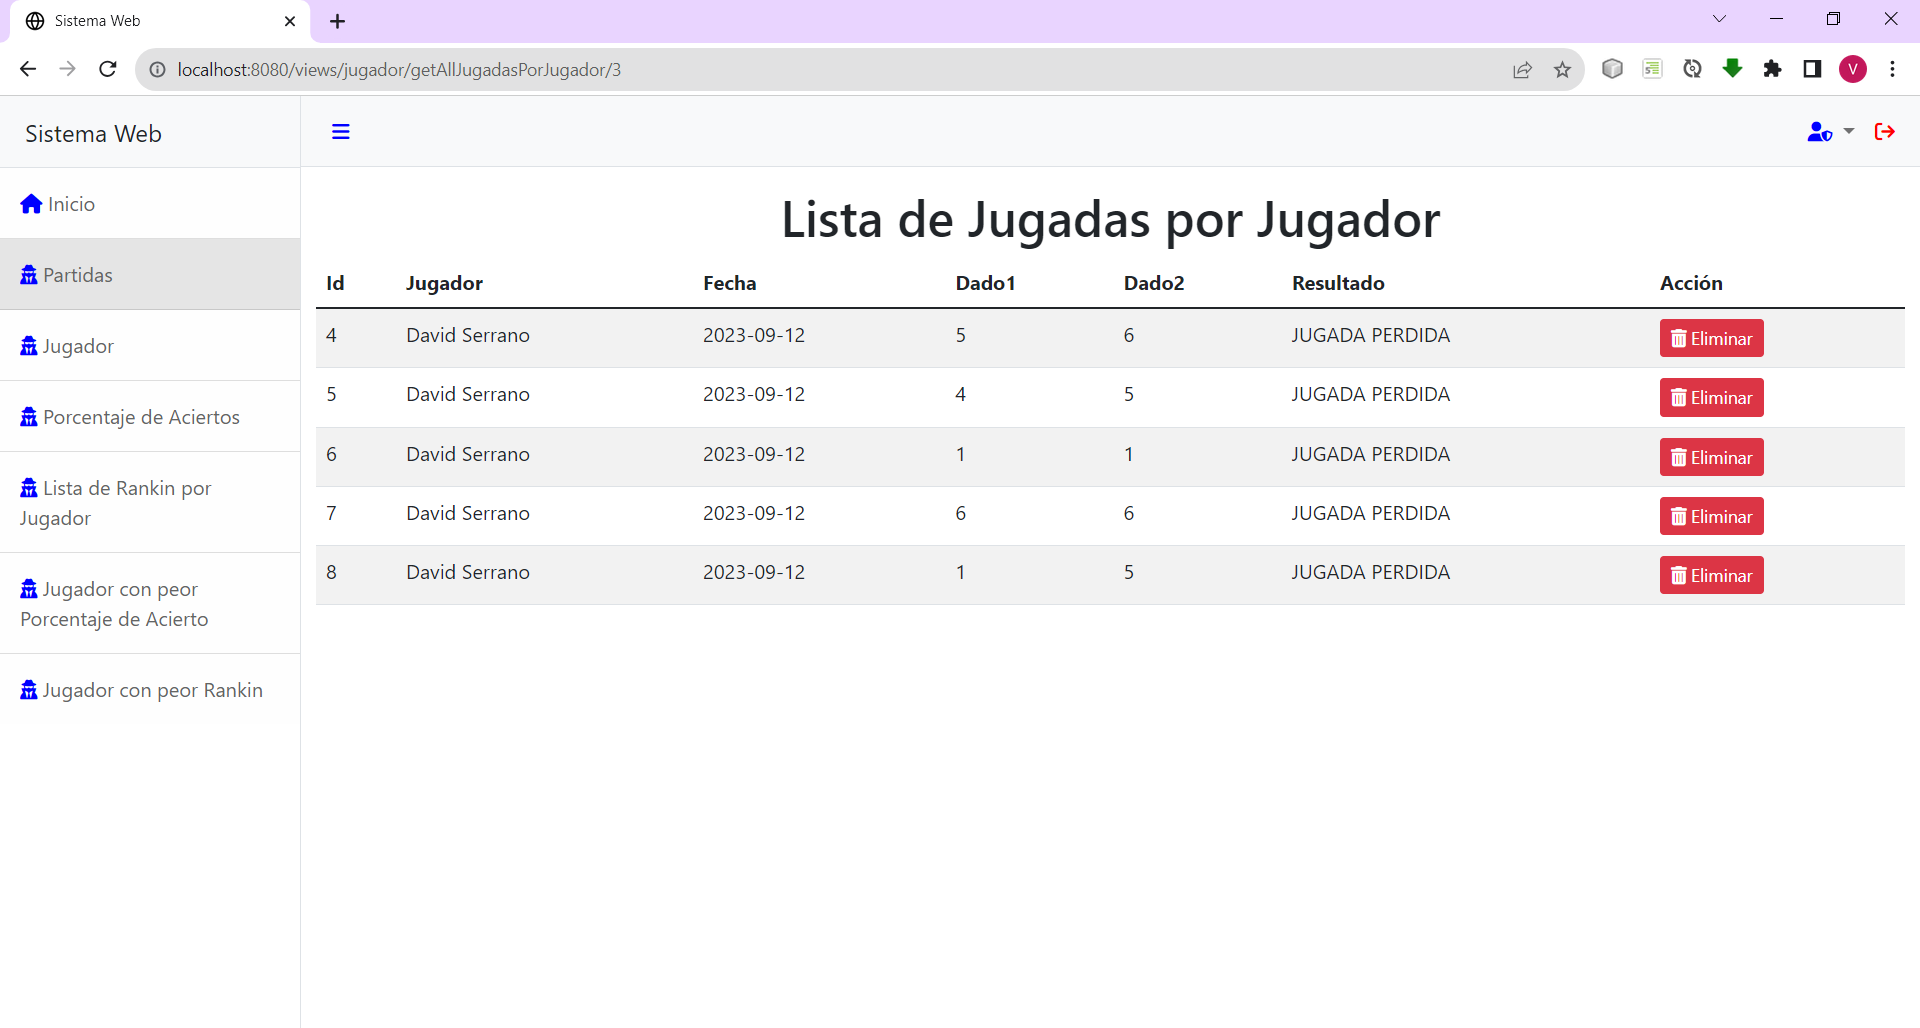 Sistema Web
localhost:8080/views/jugador/getAllJugadasPorJugador/3
V
Sistema Web
Inicio
Partidas
Jugador
Porcentaje de Aciertos
Lista de Rankin por
Jugador
Jugador con peor
Porcentaje de Acierto
Jugador con peor Rankin
Lista de Jugadas por Jugador
Id Jugador Fecha Dado1 Dado2 Resultado Acción
4 David Serrano 2023-09-12 5 6 JUGADA PERDIDA Eliminar
5 David Serrano 2023-09-12 4 5 JUGADA PERDIDA Eliminar
6 David Serrano 2023-09-12 1 1 JUGADA PERDIDA Eliminar
7 David Serrano 2023-09-12 6 6 JUGADA PERDIDA Eliminar
8 David Serrano 2023-09-12 1 5 JUGADA PERDIDA Eliminar